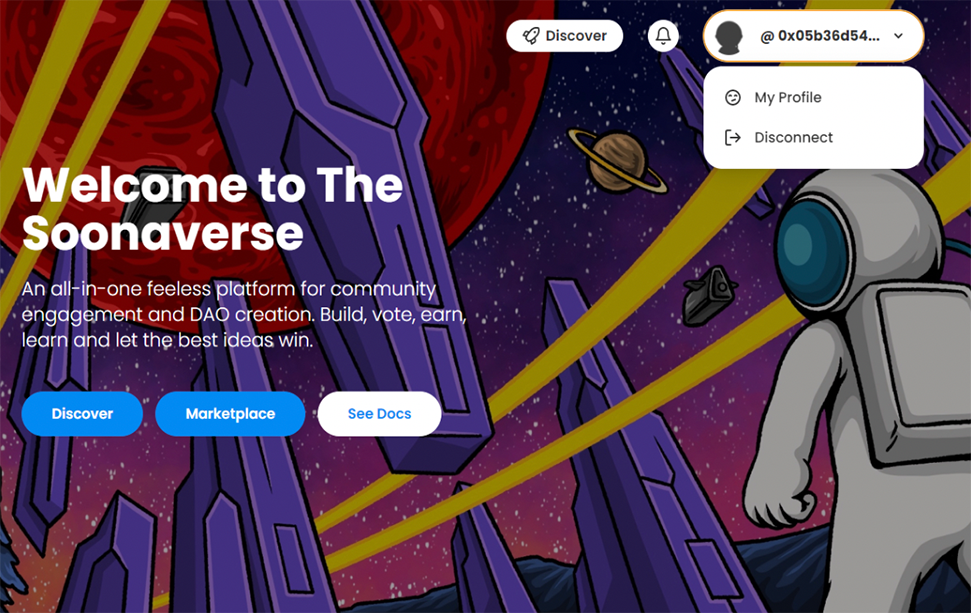 Discover
@ 0x05b36d54...
My Profile
Disconnect
Welcome to The
Soonaverse
An all-in-one feeless platform for community
engagement and DAO creation. Build, vote, earn,
learn and let the best ideas win.
Discover
Marketplace
See Docs